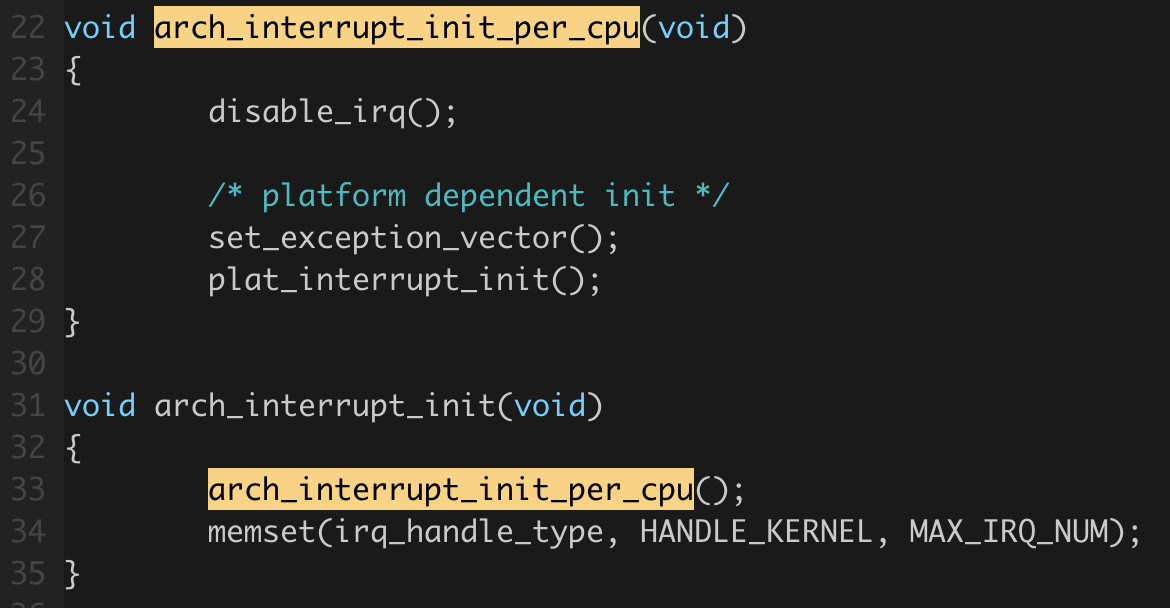 22 void arch_interrupt_init_per_cpu(void)
23 {
24         disable_irq();
25
26         /* platform dependent init */
27         set_exception_vector();
28         plat_interrupt_init();
29 }
30
31 void arch_interrupt_init(void)
32 {
33         arch_interrupt_init_per_cpu();
34         memset(irq_handle_type, HANDLE_KERNEL, MAX_IRQ_NUM);
35 }